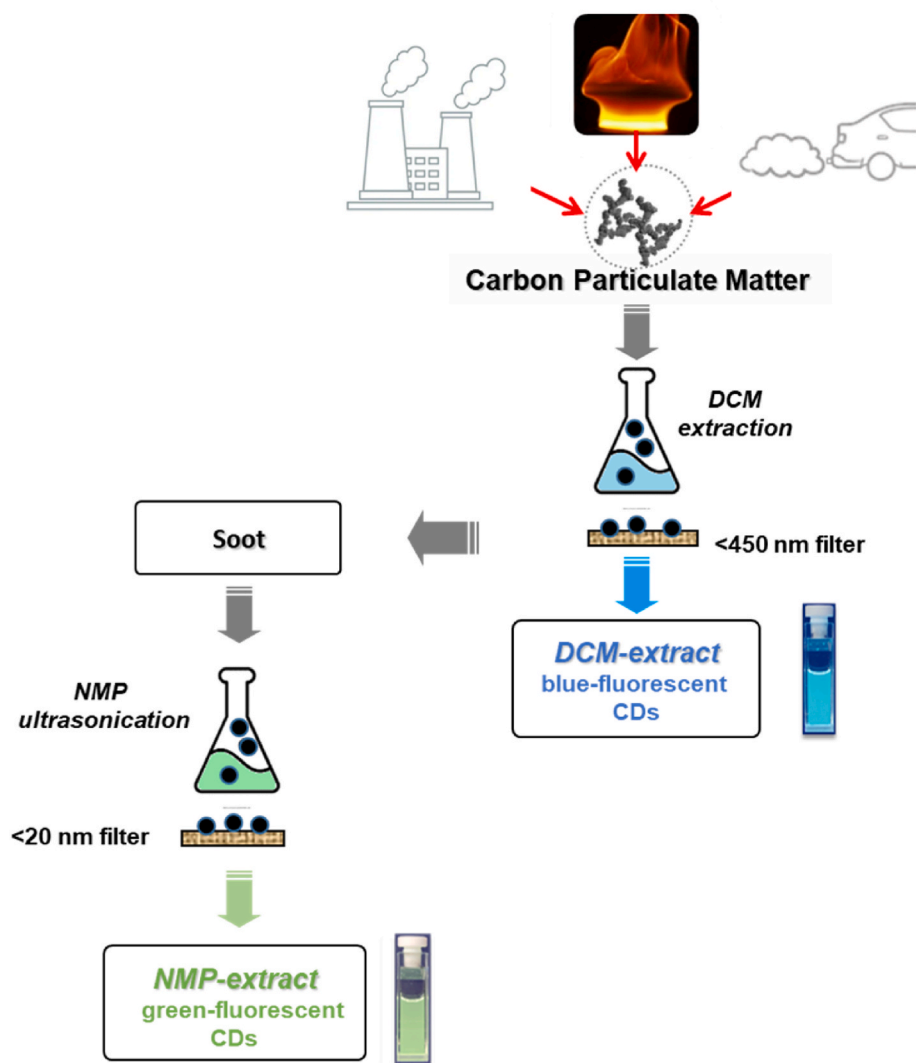 Carbon Particulate Matter
DCM
extraction
<450 nm filter
Soot
DCM-extract
blue-fluorescent
CDs
NMP
ultrasonication
<20 nm filter
NMP-extract
green-fluorescent
CDs